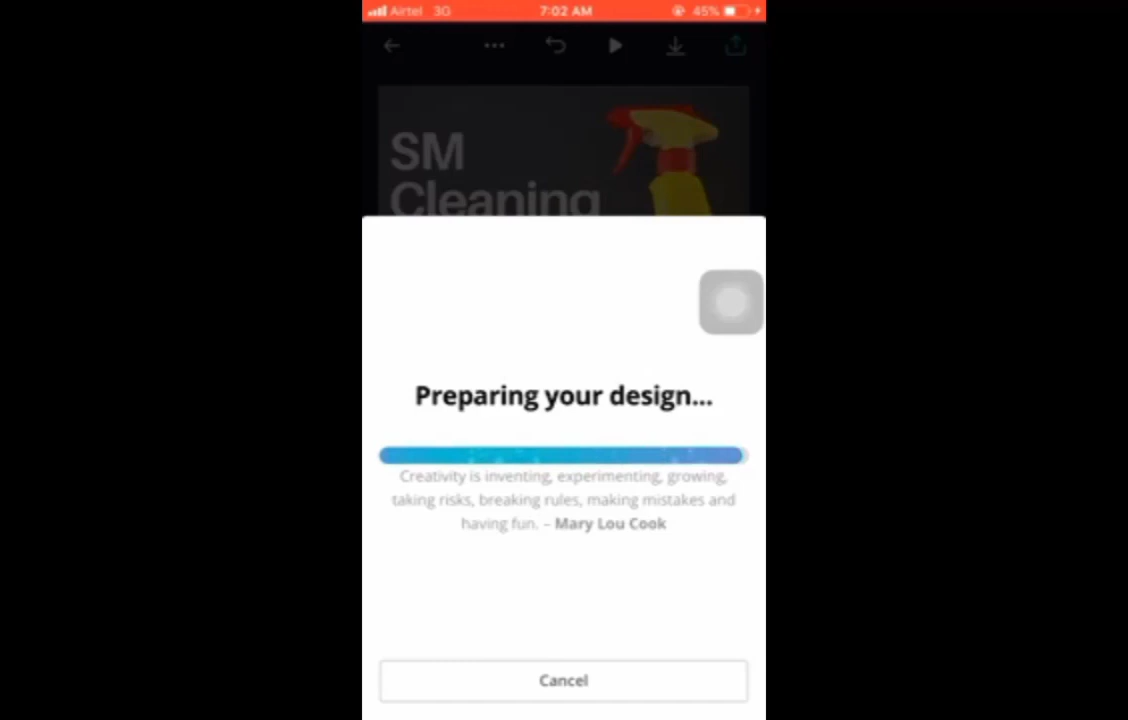 Airtel 3G 7:02 AM 45%
SM
Cleaning
Preparing your design...
Creativity is inventing, experimenting, growing,
taking risks, breaking rules, making mistakes and
having fun. – Mary Lou Cook
Cancel